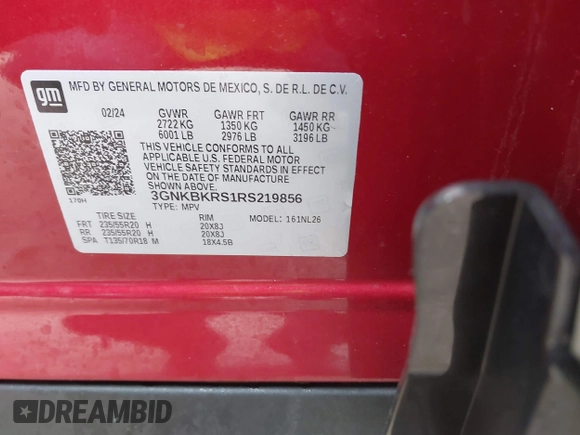 gm
MFD BY GENERAL MOTORS DE MEXICO, S. DE R.L. DE C.V.
02/24 GVWR GAWR FRT GAWR RR
2722 KG 1350 KG 1450 KG
6001 LB 2976 LB 3196 LB
THIS VEHICLE CONFORMS TO ALL
APPLICABLE U.S. FEDERAL MOTOR
VEHICLE SAFETY STANDARDS IN EFFECT
ON THE DATE OF MANUFACTURE
SHOWN ABOVE.
170H 3GNKBKRS1RS219856
TYPE: MPV
TIRE SIZE RIM MODEL: 161NL26
FRT 235/55R20 H 20X8J
RR 235/55R20 H 20X8J
SPA T135/70R18 M 18X4.5B
DREAMBID